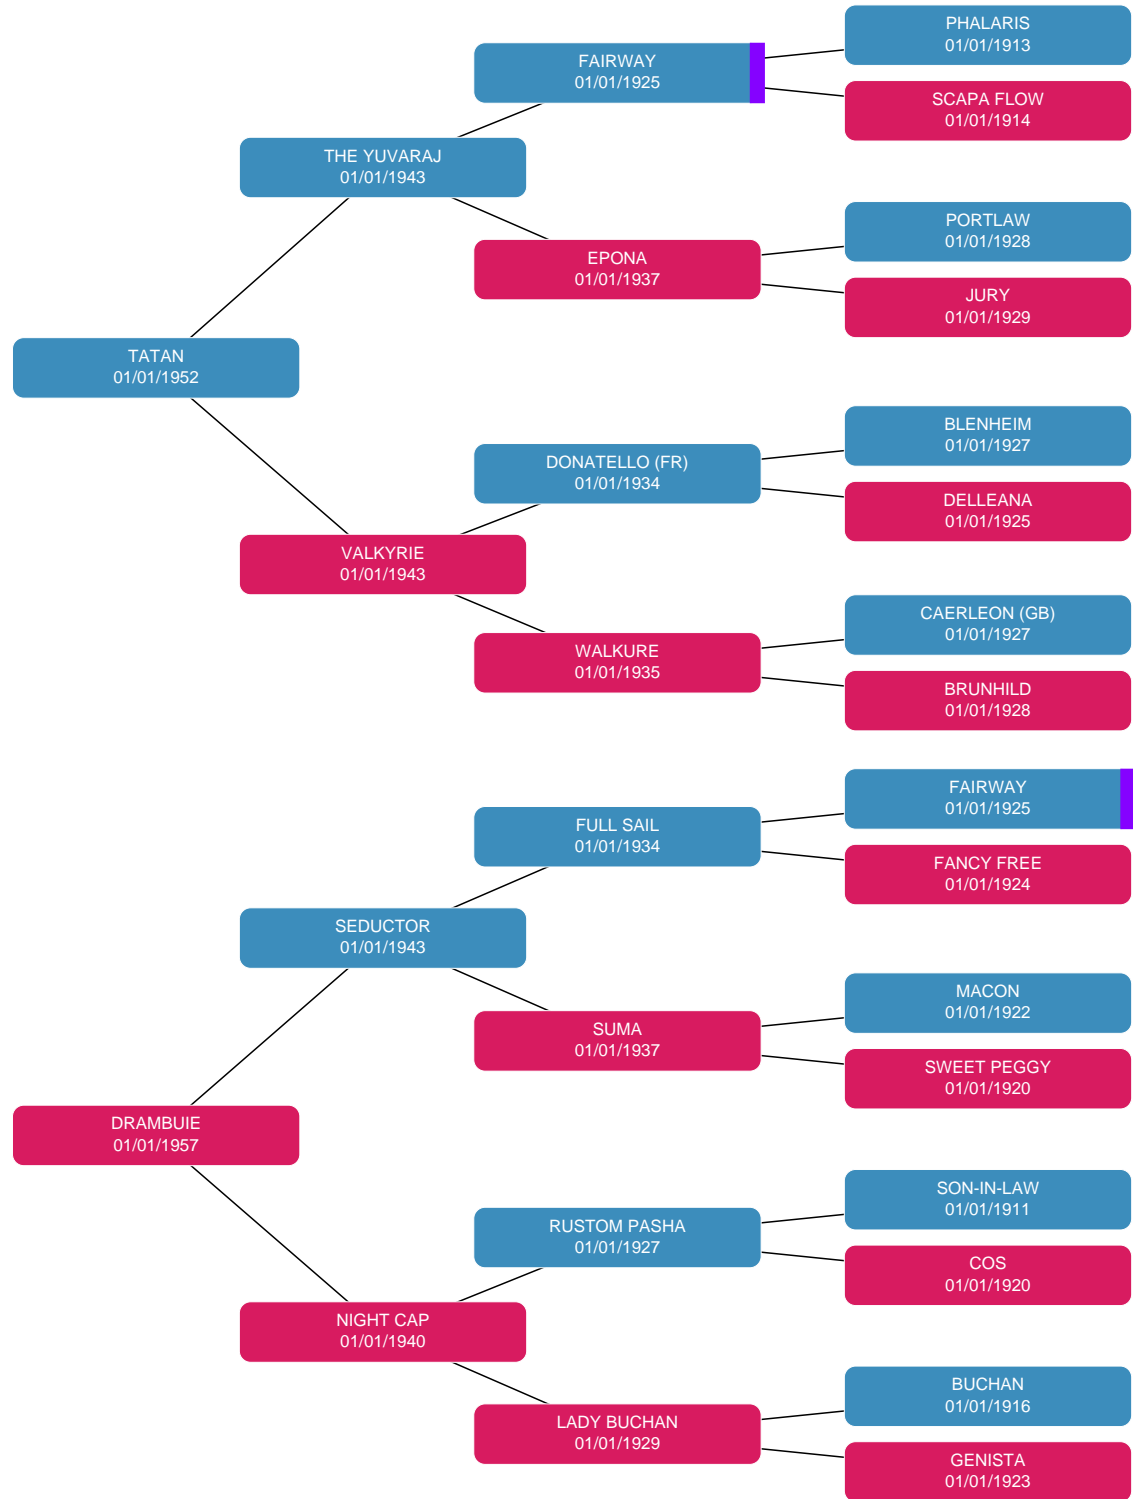 PHALARIS
01/01/1913
FAIRWAY
01/01/1925
SCAPA FLOW
01/01/1914
THE YUVARAJ
01/01/1943
PORTLAW
01/01/1928
EPONA
01/01/1937
JURY
01/01/1929
TATAN
01/01/1952
BLENHEIM
01/01/1927
DONATELLO (FR)
01/01/1934
DELLEANA
01/01/1925
VALKYRIE
01/01/1943
CAERLEON (GB)
01/01/1927
WALKURE
01/01/1935
BRUNHILD
01/01/1928
FAIRWAY
01/01/1925
FULL SAIL
01/01/1934
FANCY FREE
01/01/1924
SEDUCTOR
01/01/1943
MACON
01/01/1922
SUMA
01/01/1937
SWEET PEGGY
01/01/1920
DRAMBUIE
01/01/1957
SON-IN-LAW
01/01/1911
RUSTOM PASHA
01/01/1927
COS
01/01/1920
NIGHT CAP
01/01/1940
BUCHAN
01/01/1916
LADY BUCHAN
01/01/1929
GENISTA
01/01/1923